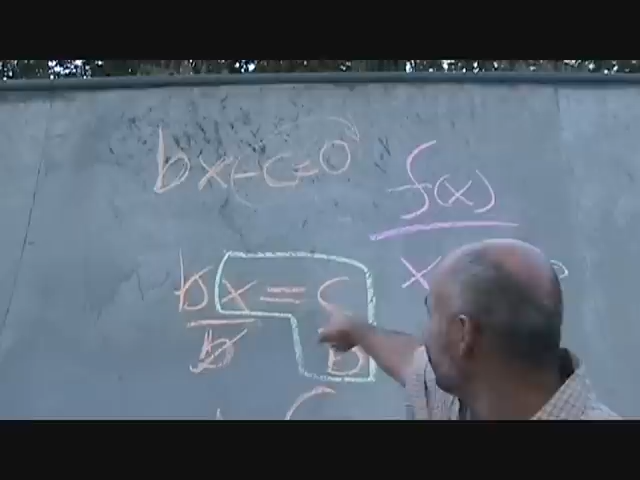 bx-c=0
bx = c
b b
f(x)
x